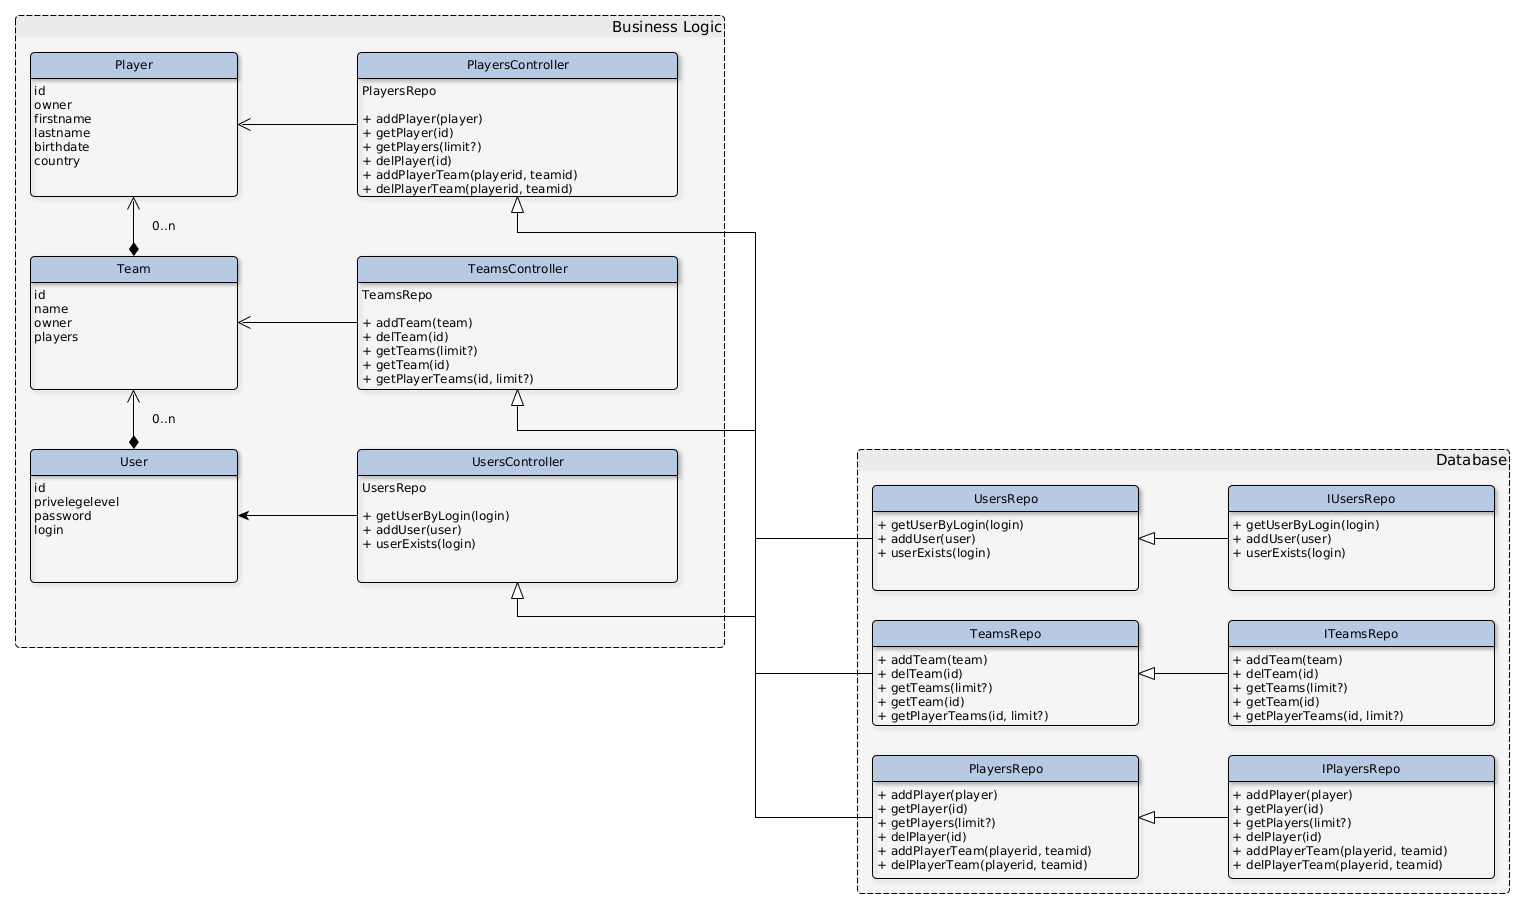 Business Logic
Player
id
owner
firstname
lastname
birthdate
country
PlayersController
PlayersRepo
+ addPlayer(player)
+ getPlayer(id)
+ getPlayers(limit?)
+ delPlayer(id)
+ addPlayerTeam(playerid, teamid)
+ delPlayerTeam(playerid, teamid)
0..n
Team
id
name
owner
players
TeamsController
TeamsRepo
+ addTeam(team)
+ delTeam(id)
+ getTeams(limit?)
+ getTeam(id)
+ getPlayerTeams(id, limit?)
0..n
User
id
privelegelevel
password
login
UsersController
UsersRepo
+ getUserByLogin(login)
+ addUser(user)
+ userExists(login)
Database
UsersRepo
+ getUserByLogin(login)
+ addUser(user)
+ userExists(login)
IUsersRepo
+ getUserByLogin(login)
+ addUser(user)
+ userExists(login)
TeamsRepo
+ addTeam(team)
+ delTeam(id)
+ getTeams(limit?)
+ getTeam(id)
+ getPlayerTeams(id, limit?)
ITeamsRepo
+ addTeam(team)
+ delTeam(id)
+ getTeams(limit?)
+ getTeam(id)
+ getPlayerTeams(id, limit?)
PlayersRepo
+ addPlayer(player)
+ getPlayer(id)
+ getPlayers(limit?)
+ delPlayer(id)
+ addPlayerTeam(playerid, teamid)
+ delPlayerTeam(playerid, teamid)
IPlayersRepo
+ addPlayer(player)
+ getPlayer(id)
+ getPlayers(limit?)
+ delPlayer(id)
+ addPlayerTeam(playerid, teamid)
+ delPlayerTeam(playerid, teamid)